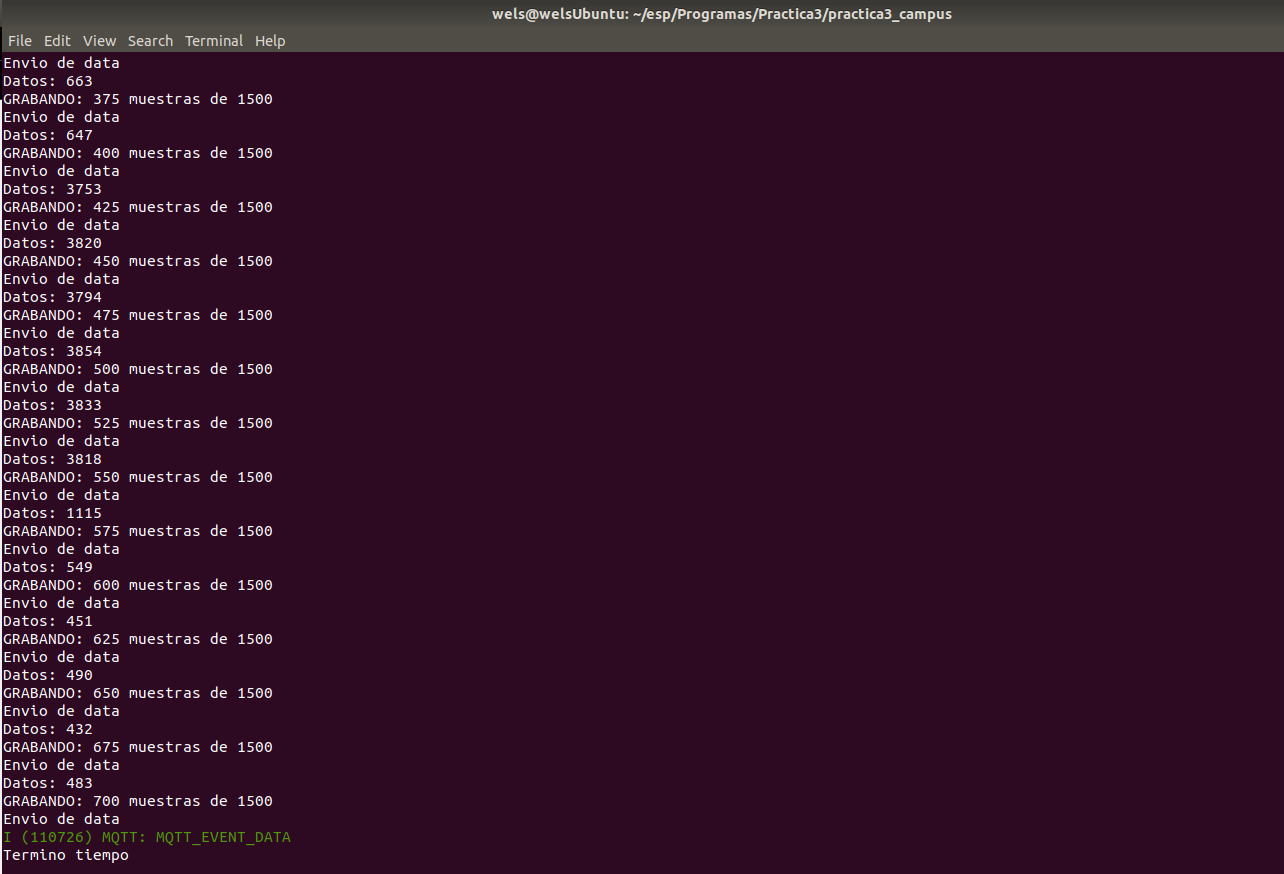 wels@welsUbuntu: ~/esp/Programas/Practica3/practica3_campus
File Edit View Search Terminal Help
Envio de data
Datos: 663
GRABANDO: 375 muestras de 1500
Envio de data
Datos: 647
GRABANDO: 400 muestras de 1500
Envio de data
Datos: 3753
GRABANDO: 425 muestras de 1500
Envio de data
Datos: 3820
GRABANDO: 450 muestras de 1500
Envio de data
Datos: 3794
GRABANDO: 475 muestras de 1500
Envio de data
Datos: 3854
GRABANDO: 500 muestras de 1500
Envio de data
Datos: 3833
GRABANDO: 525 muestras de 1500
Envio de data
Datos: 3818
GRABANDO: 550 muestras de 1500
Envio de data
Datos: 1115
GRABANDO: 575 muestras de 1500
Envio de data
Datos: 549
GRABANDO: 600 muestras de 1500
Envio de data
Datos: 451
GRABANDO: 625 muestras de 1500
Envio de data
Datos: 490
GRABANDO: 650 muestras de 1500
Envio de data
Datos: 432
GRABANDO: 675 muestras de 1500
Envio de data
Datos: 483
GRABANDO: 700 muestras de 1500
Envio de data
I (110726) MQTT: MQTT_EVENT_DATA
Termino tiempo